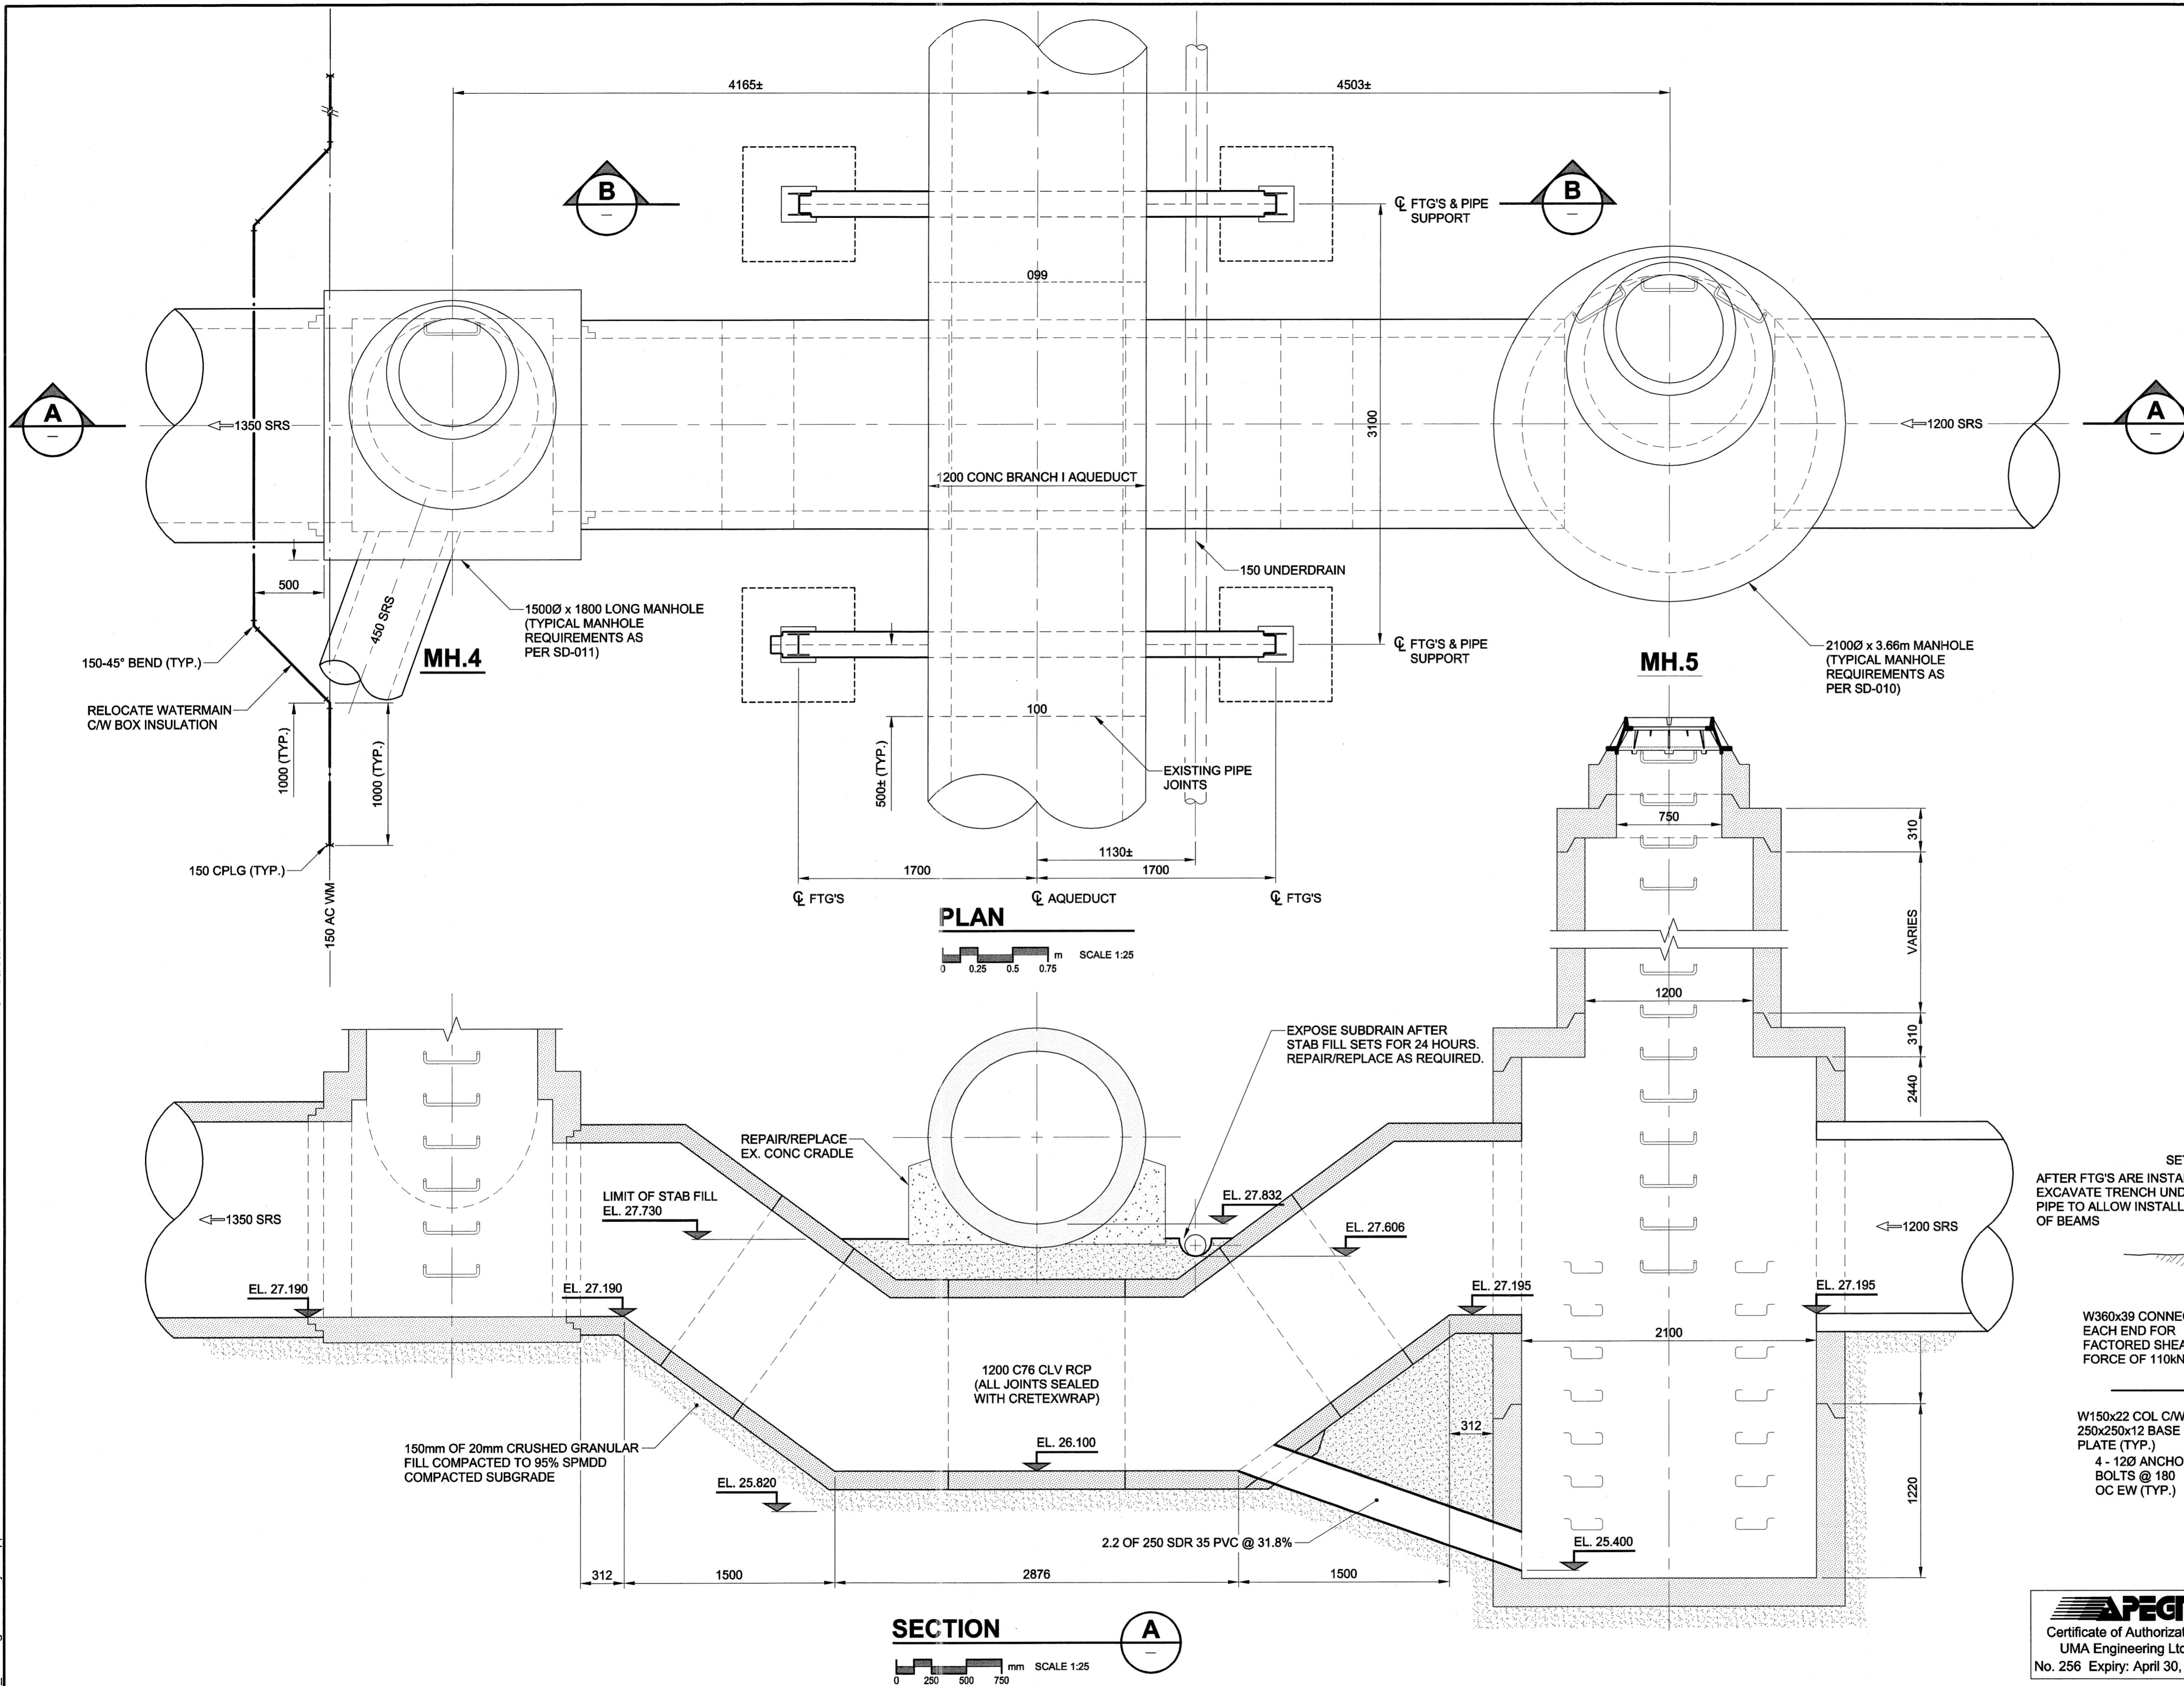 4165±
4503±
B
–
B
–
℄ FTG'S & PIPE
SUPPORT
099
A
–
⇐1350 SRS
3100
⇐1200 SRS
A
–
1200 CONC BRANCH I AQUEDUCT
500
450 SRS
1500Ø x 1800 LONG MANHOLE
(TYPICAL MANHOLE
REQUIREMENTS AS
PER SD-011)
150 UNDERDRAIN
℄ FTG'S & PIPE
SUPPORT
150-45° BEND (TYP.)
MH.4
MH.5
2100Ø x 3.66m MANHOLE
(TYPICAL MANHOLE
REQUIREMENTS AS
PER SD-010)
RELOCATE WATERMAIN
C/W BOX INSULATION
1000 (TYP.)
1000 (TYP.)
100
500± (TYP.)
EXISTING PIPE
JOINTS
750
310
150 CPLG (TYP.)
150 AC WM
1130±
1700
1700
℄ FTG'S
℄ AQUEDUCT
℄ FTG'S
PLAN
m SCALE 1:25
0 0.25 0.5 0.75
VARIES
1200
310
2440
EXPOSE SUBDRAIN AFTER
STAB FILL SETS FOR 24 HOURS.
REPAIR/REPLACE AS REQUIRED.
REPAIR/REPLACE
EX. CONC CRADLE
LIMIT OF STAB FILL
EL. 27.730
EL. 27.832
EL. 27.606
⇐1350 SRS
⇐1200 SRS
SE
AFTER FTG'S ARE INSTA
EXCAVATE TRENCH UND
PIPE TO ALLOW INSTALL
OF BEAMS
EL. 27.190
EL. 27.190
EL. 27.195
EL. 27.195
2100
W360x39 CONNE
EACH END FOR
FACTORED SHEA
FORCE OF 110kN
1200 C76 CLV RCP
(ALL JOINTS SEALED
WITH CRETEXWRAP)
312
W150x22 COL C/W
250x250x12 BASE
PLATE (TYP.)
4 - 12Ø ANCHO
BOLTS @ 180
OC EW (TYP.)
150mm OF 20mm CRUSHED GRANULAR
FILL COMPACTED TO 95% SPMDD
COMPACTED SUBGRADE
EL. 26.100
EL. 25.820
1220
2.2 OF 250 SDR 35 PVC @ 31.8%
EL. 25.400
312
1500
2876
1500
SECTION
A
–
mm SCALE 1:25
0 250 500 750
APEG
Certificate of Authorizat
UMA Engineering Ltd
No. 256 Expiry: April 30,